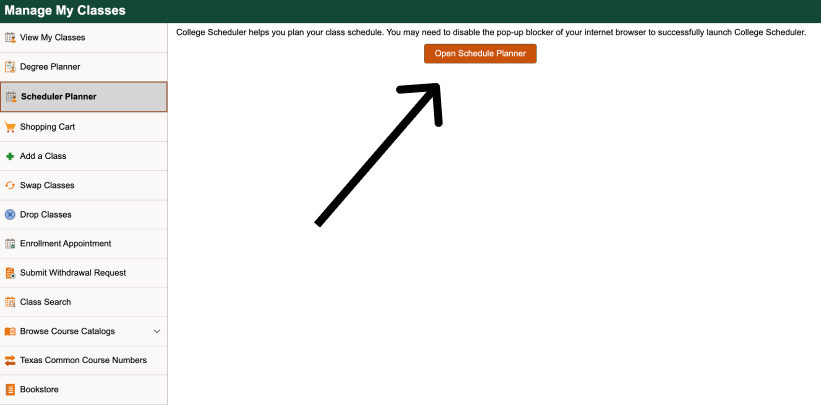 Manage My Classes
View My Classes
Degree Planner
Scheduler Planner
Shopping Cart
Add a Class
Swap Classes
Drop Classes
Enrollment Appointment
Submit Withdrawal Request
Class Search
Browse Course Catalogs
Texas Common Course Numbers
Bookstore
College Scheduler helps you plan your class schedule. You may need to disable the pop-up blocker of your internet browser to successfully launch College Scheduler.
Open Schedule Planner